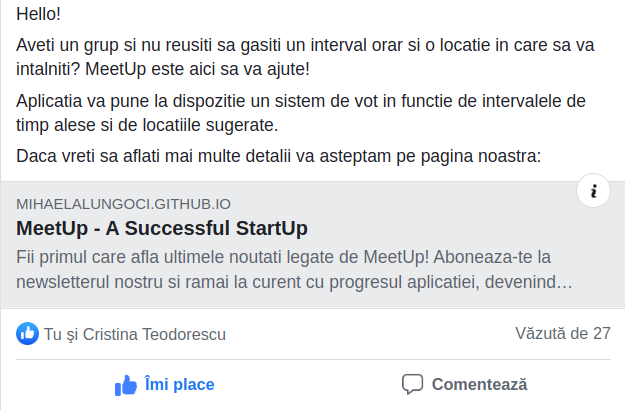 Hello!
Aveti un grup si nu reusiti sa gasiti un interval orar si o locatie in care sa va
intalniti? MeetUp este aici sa va ajute!
Aplicatia va pune la dispozitie un sistem de vot in functie de intervalele de
timp alese si de locatiile sugerate.
Daca vreti sa aflati mai multe detalii va asteptam pe pagina noastra:
MIHAELALUNGOCI.GITHUB.IO
MeetUp - A Successful StartUp
Fii primul care afla ultimele noutati legate de MeetUp! Aboneaza-te la
newsletterul nostru si ramai la curent cu progresul aplicatiei, devenind…
Tu şi Cristina Teodorescu
Văzută de 27
Îmi place
Comentează